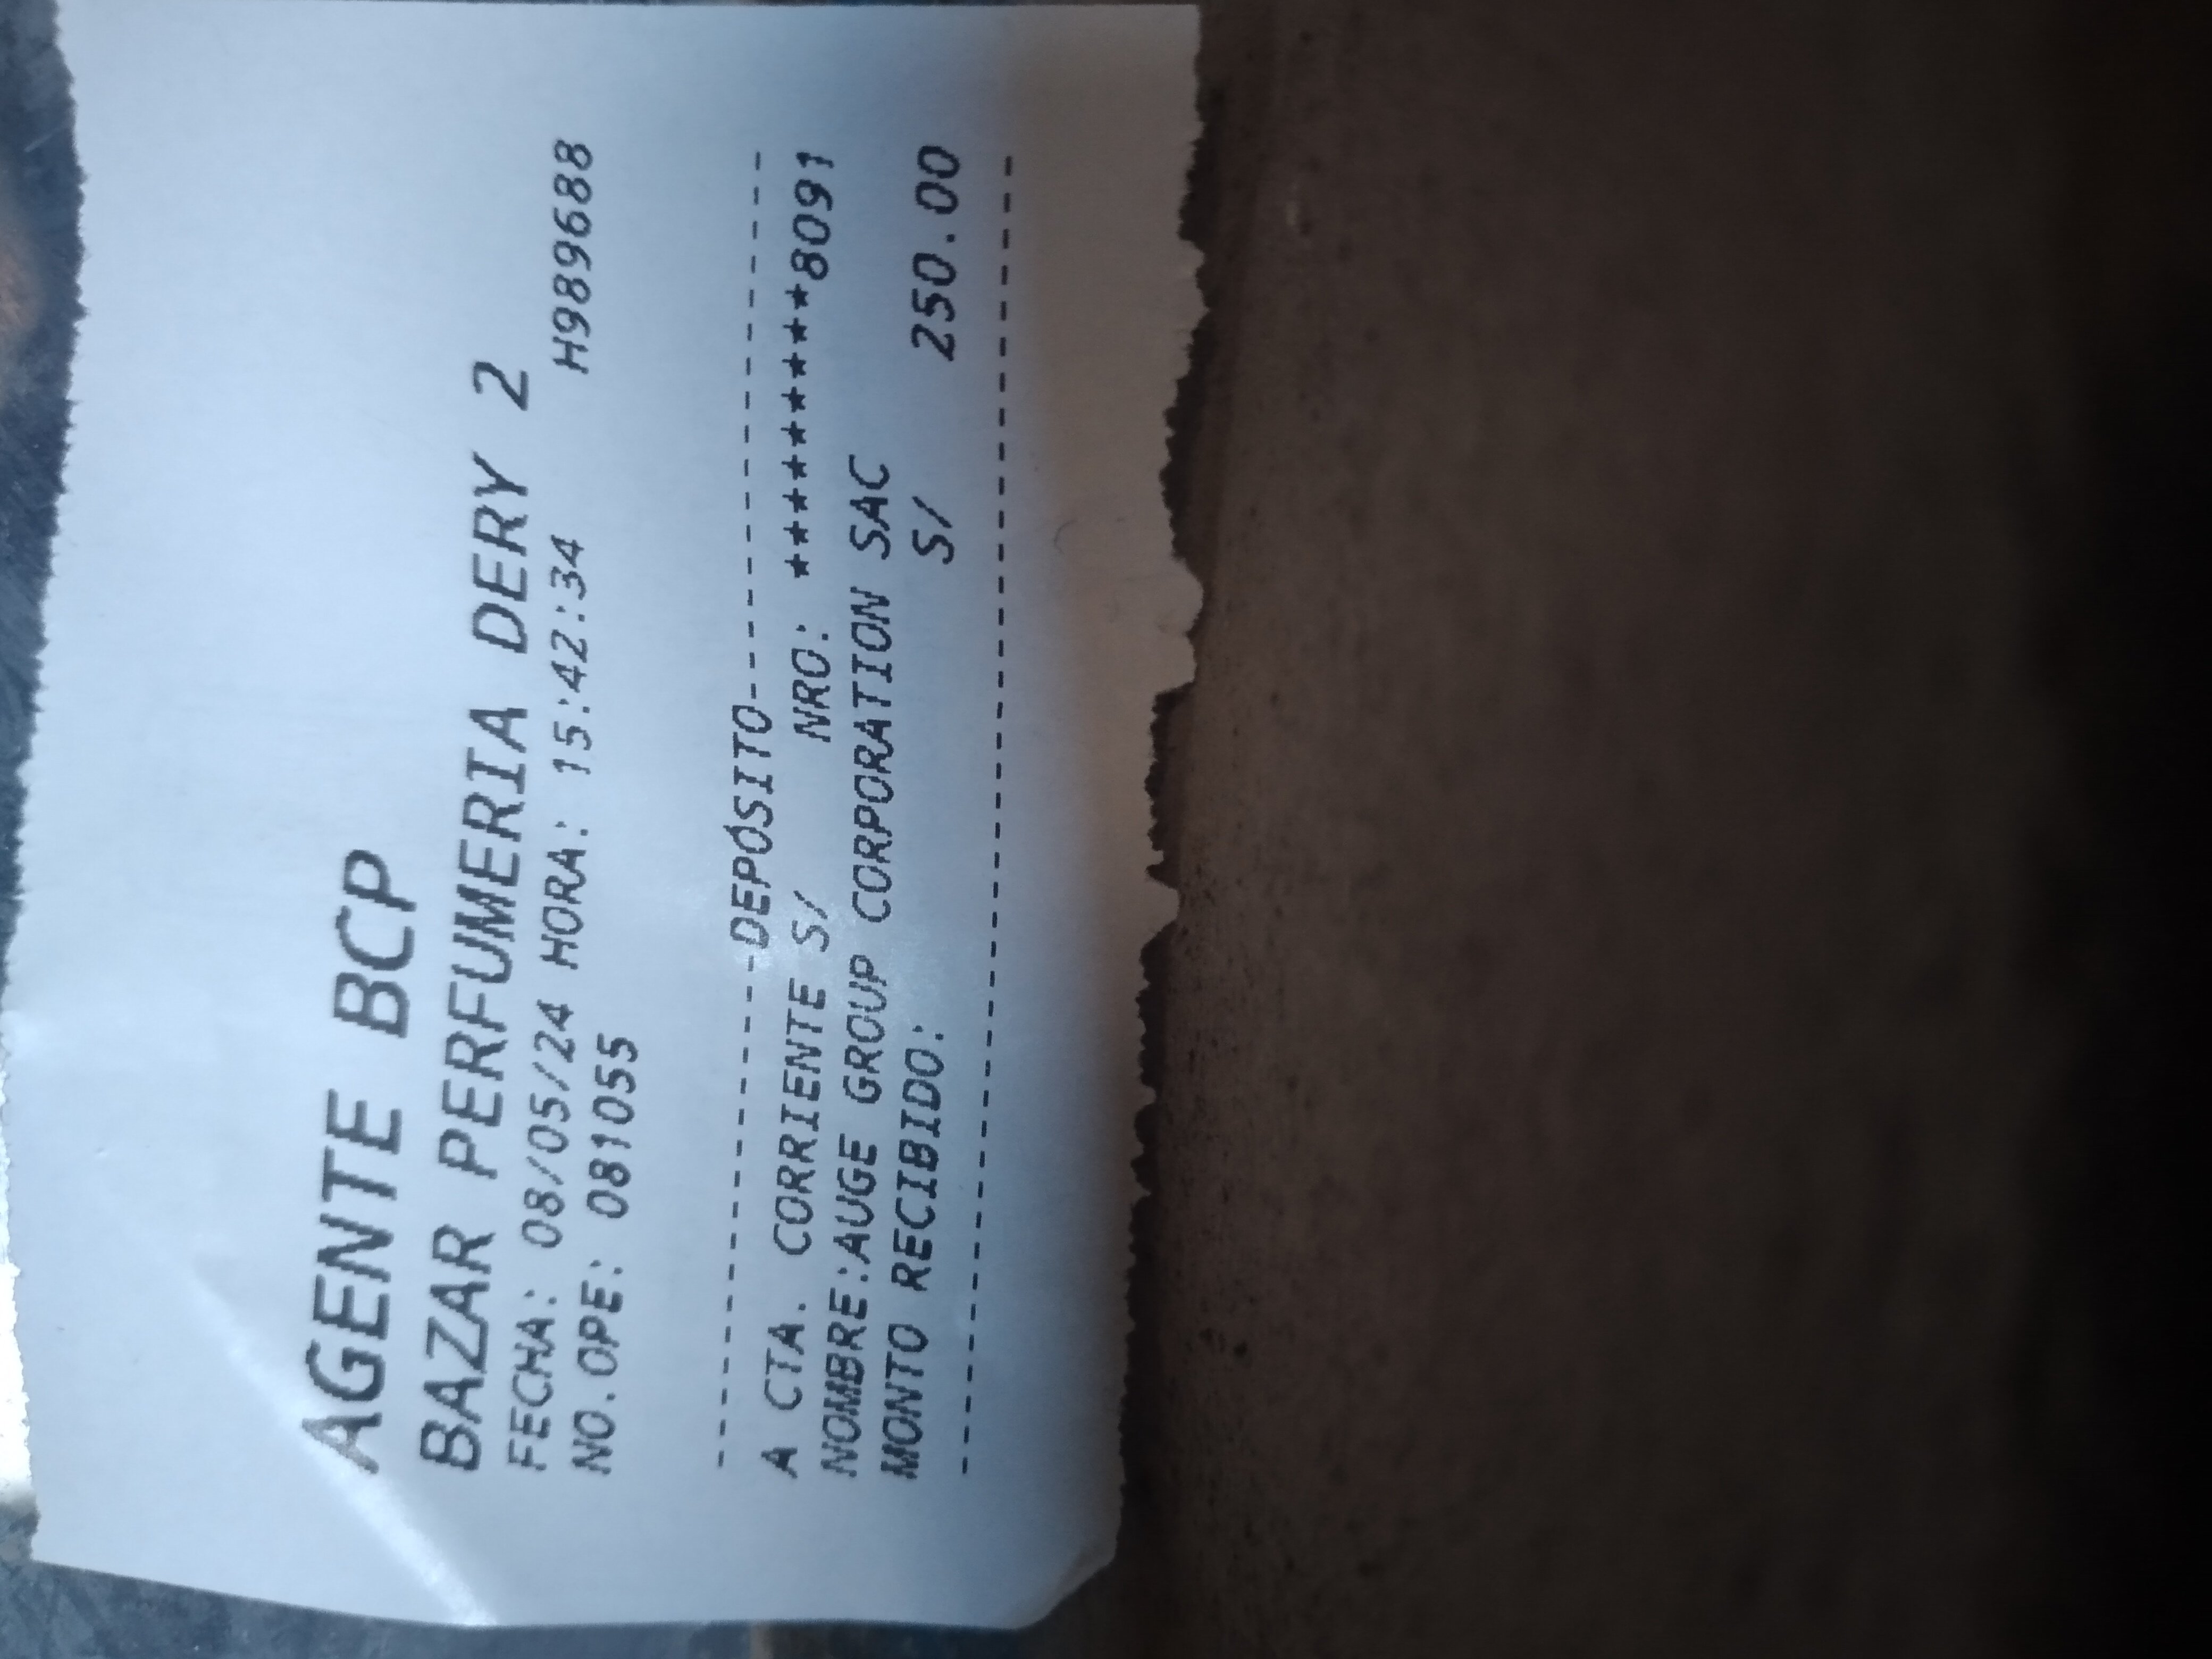 AGENTE BCP
BAZAR PERFUMERIA DERY 2
FECHA: 08/05/24 HORA: 15:42:34 H989688
NO.OPE: 081055
--------------DEPÓSITO---------------
A CTA. CORRIENTE S/ NRO: **********8091
NOMBRE:AUGE GROUP CORPORATION SAC
MONTO RECIBIDO: S/ 250.00
------------------------------------------